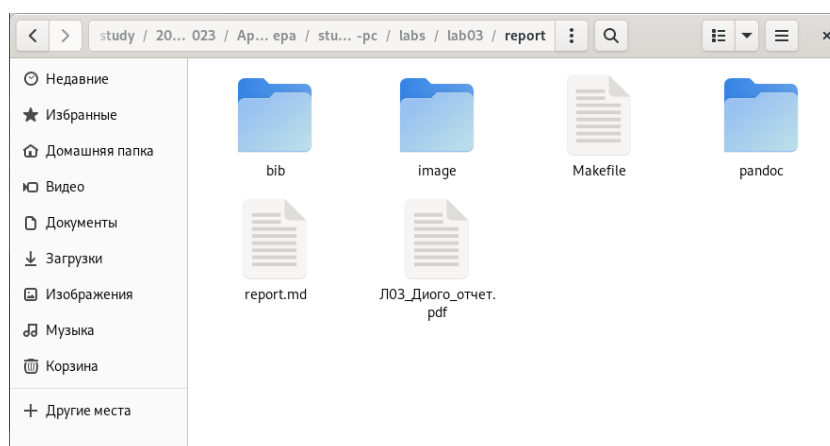 study / 20... 023 / Ap... ера / stu... -pc / labs / lab03 / report
Недавние
Избранные
Домашняя папка
Видео
Документы
Загрузки
Изображения
Музыка
Корзина
Другие места
bib
image
Makefile
pandoc
report.md
Л03_Диого_отчет.
pdf